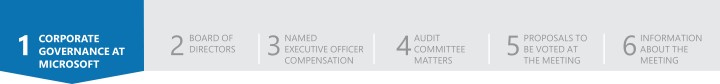 1 CORPORATE
GOVERNANCE AT
MICROSOFT
2 BOARD OF
DIRECTORS
3 NAMED
EXECUTIVE OFFICER
COMPENSATION
4 AUDIT
COMMITTEE
MATTERS
5 PROPOSALS TO
BE VOTED AT
THE MEETING
6 INFORMATION
ABOUT THE
MEETING